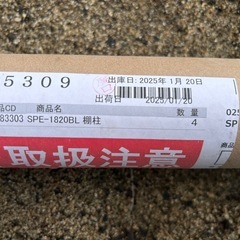 5309
出庫日: 2025年 1月 20日
出荷日 2025/01/20
品CD 商品名 数量
83303 SPE-1820BL 棚柱 4
025
SP
取扱注意